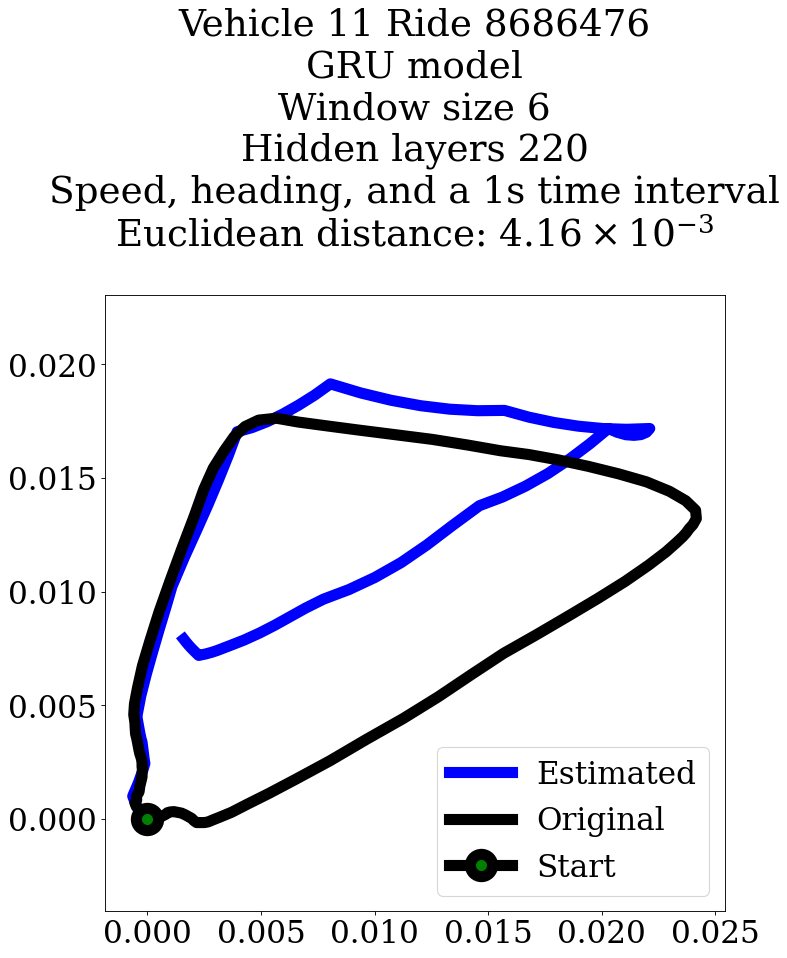 Vehicle 11 Ride 8686476
GRU model
Window size 6
Hidden layers 220
Speed, heading, and a 1s time interval
Euclidean distance: 4.16 × 10⁻³
0.020
0.015
0.010
0.005
0.000
Estimated
Original
Start
0.000 0.005 0.010 0.015 0.020 0.025